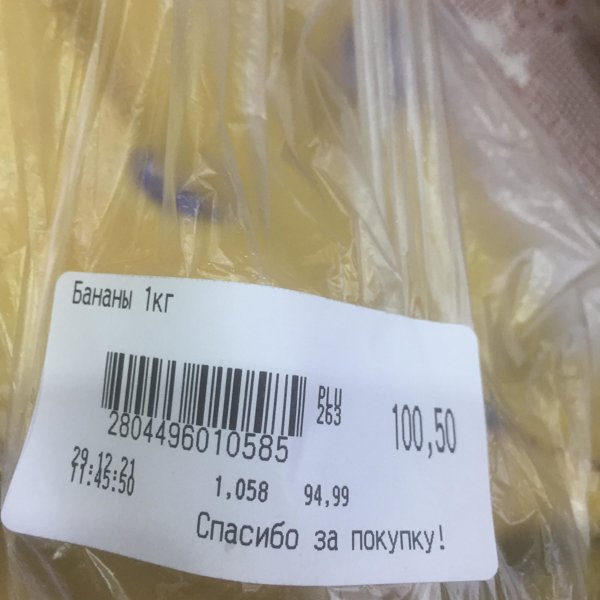 Бананы 1кг
2804496010585
PLU
263
100,50
29.12.21
11:45:50
1,058 94,99
Спасибо за покупку!